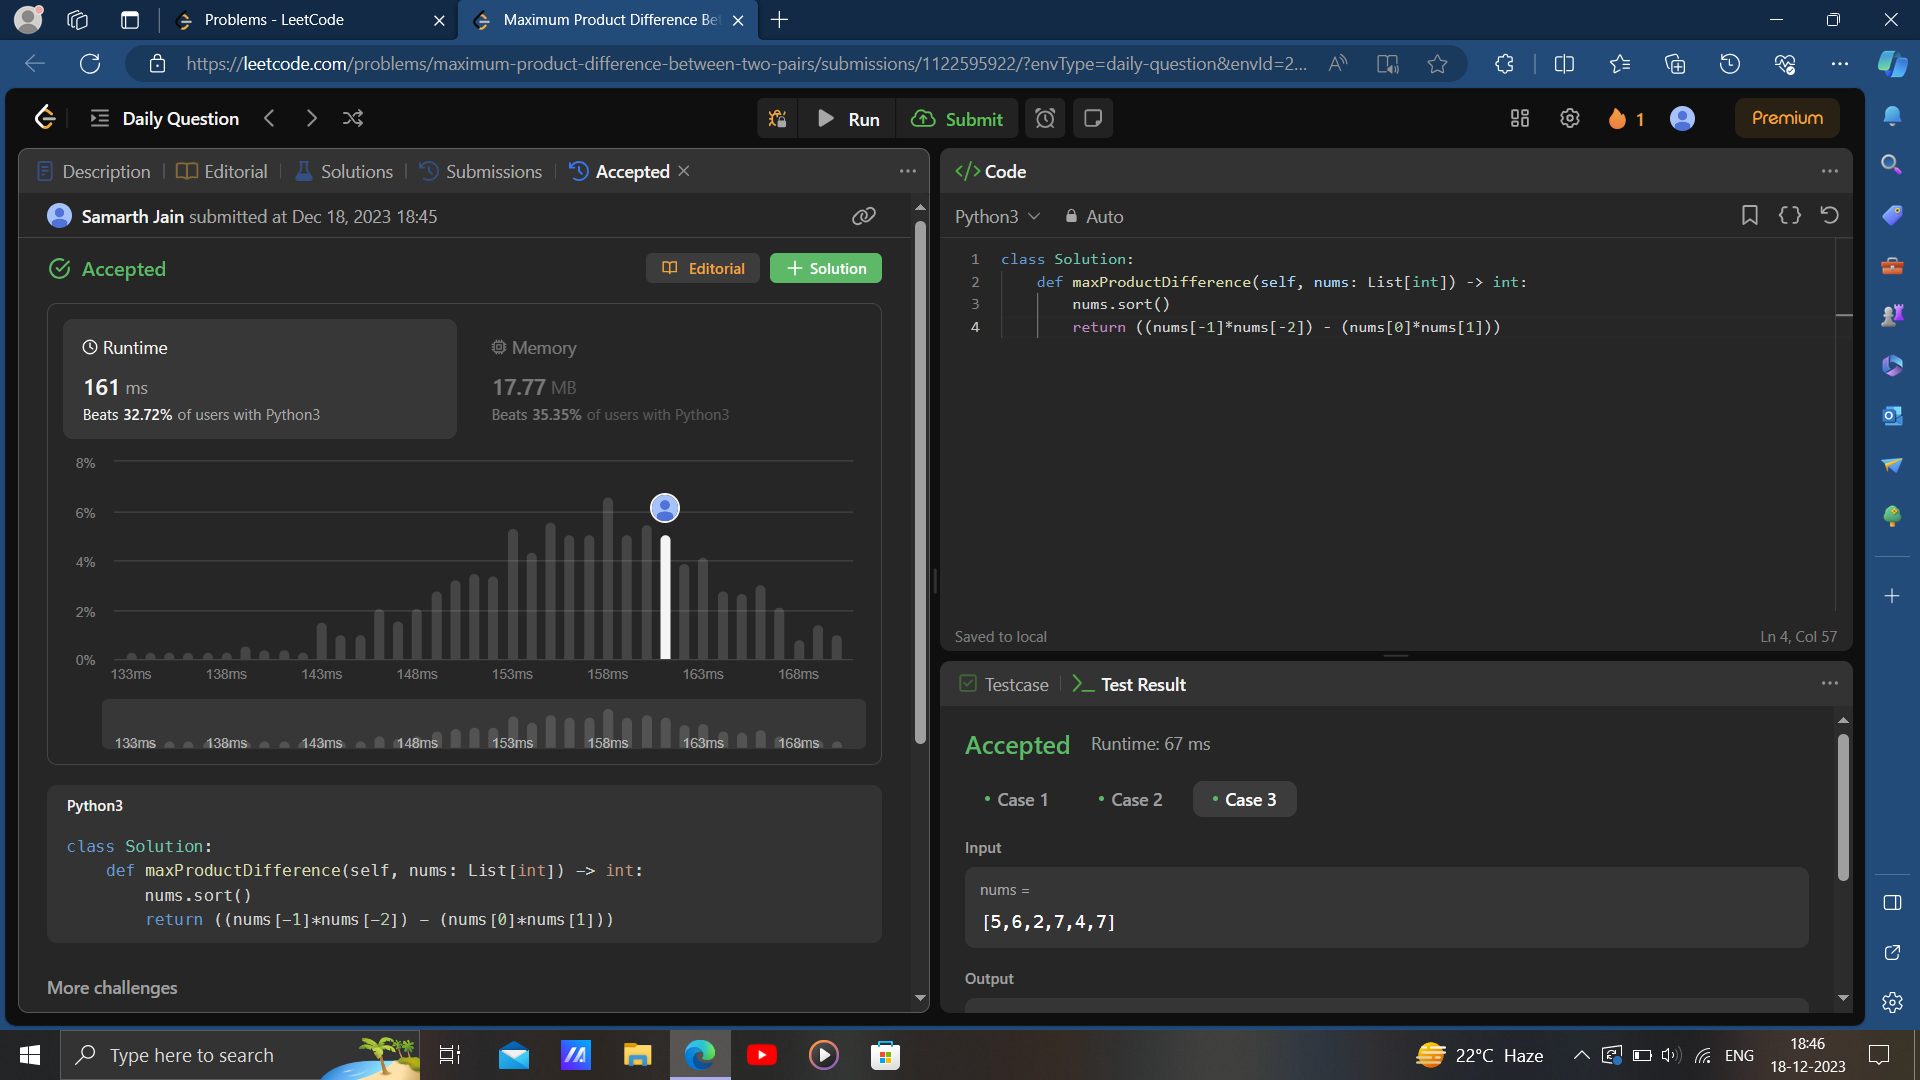 Problems - LeetCode
Maximum Product Difference Be
https://leetcode.com/problems/maximum-product-difference-between-two-pairs/submissions/1122595922/?envType=daily-question&envId=2...
Daily Question
Run
Submit
1
Premium
Description
Editorial
Solutions
Submissions
Accepted
Samarth Jain submitted at Dec 18, 2023 18:45
Accepted
Editorial
Solution
Runtime
161 ms
Beats 32.72% of users with Python3
Memory
17.77 MB
Beats 35.35% of users with Python3
8%
6%
4%
2%
0%
133ms 138ms 143ms 148ms 153ms 158ms 163ms 168ms
133ms 138ms 143ms 148ms 153ms 158ms 163ms 168ms
Python3
class Solution:
def maxProductDifference(self, nums: List[int]) -> int:
nums.sort()
return ((nums[-1]*nums[-2]) - (nums[0]*nums[1]))
More challenges
</> Code
Python3
Auto
1 class Solution:
2 def maxProductDifference(self, nums: List[int]) -> int:
3 nums.sort()
4 return ((nums[-1]*nums[-2]) - (nums[0]*nums[1]))
Saved to local
Ln 4, Col 57
Testcase
Test Result
Accepted
Runtime: 67 ms
Case 1
Case 2
Case 3
Input
nums =
[5,6,2,7,4,7]
Output
Type here to search
22°C Haze
ENG
18:46
18-12-2023